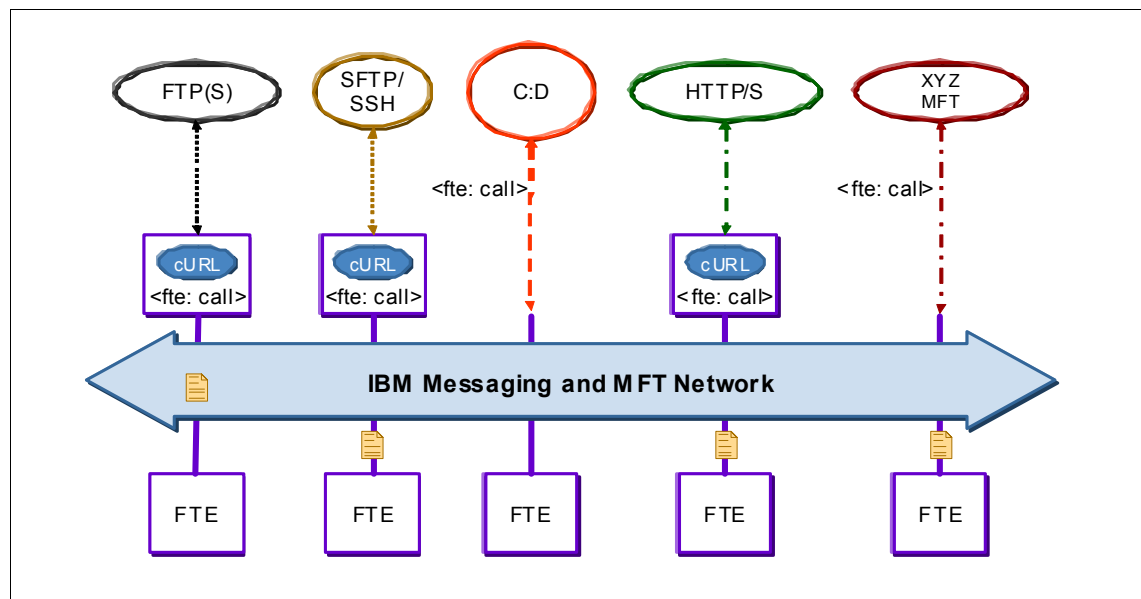 FTP(S)
SFTP/
SSH
C:D
HTTP/S
XYZ
MFT
<fte: call>
<fte: call>
cURL
<fte: call>
cURL
<fte: call>
cURL
<fte: call>
IBM Messaging and MFT Network
FTE
FTE
FTE
FTE
FTE